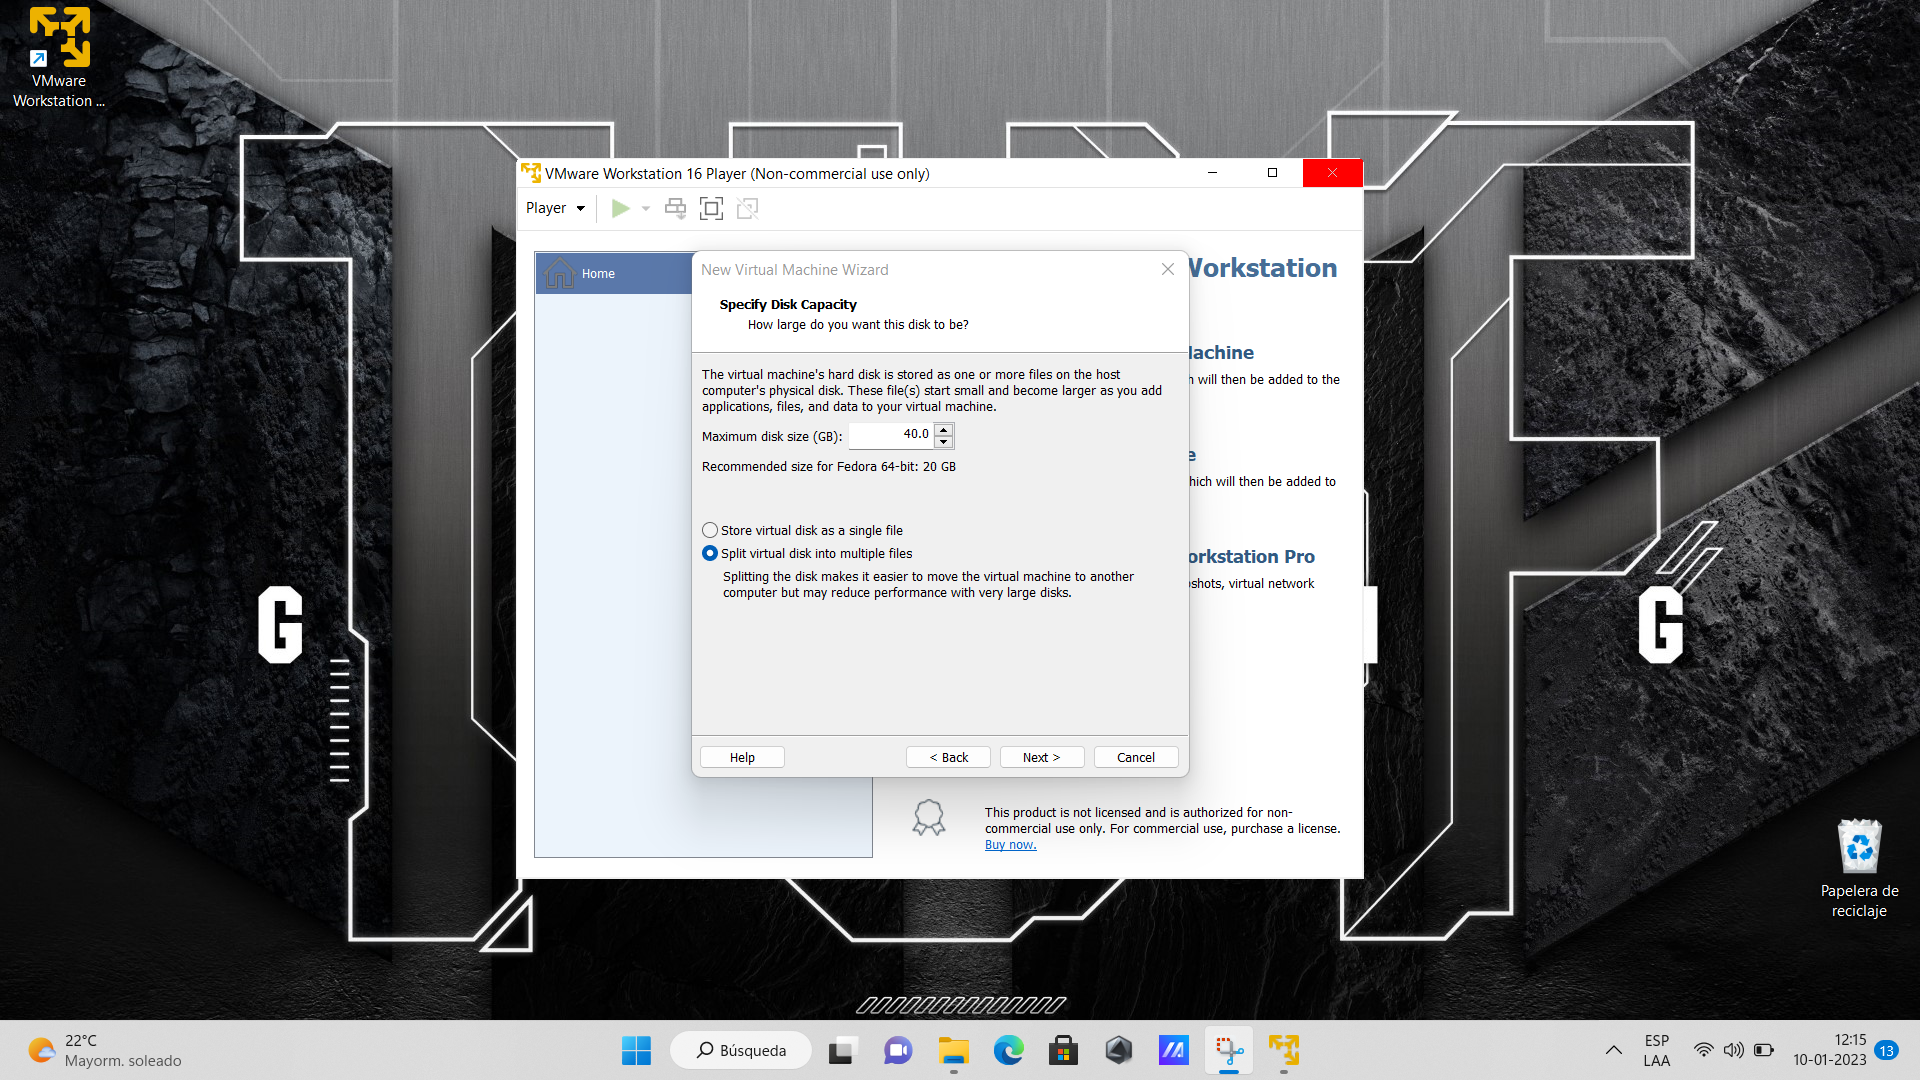 VMware
Workstation ...
VMware Workstation 16 Player (Non-commercial use only)
Player
Home
New Virtual Machine Wizard
Workstation
Specify Disk Capacity
How large do you want this disk to be?
achine
will then be added to the
The virtual machine's hard disk is stored as one or more files on the host
computer's physical disk. These file(s) start small and become larger as you add
applications, files, and data to your virtual machine.
Maximum disk size (GB):
40.0
e
Recommended size for Fedora 64-bit: 20 GB
hich will then be added to
Store virtual disk as a single file
Split virtual disk into multiple files
Splitting the disk makes it easier to move the virtual machine to another
computer but may reduce performance with very large disks.
orkstation Pro
shots, virtual network
G
G
Help
< Back
Next >
Cancel
This product is not licensed and is authorized for non-
commercial use only. For commercial use, purchase a license.
Buy now.
Papelera de
reciclaje
22°C
Mayorm. soleado
Búsqueda
ESP
LAA
12:15
10-01-2023
13